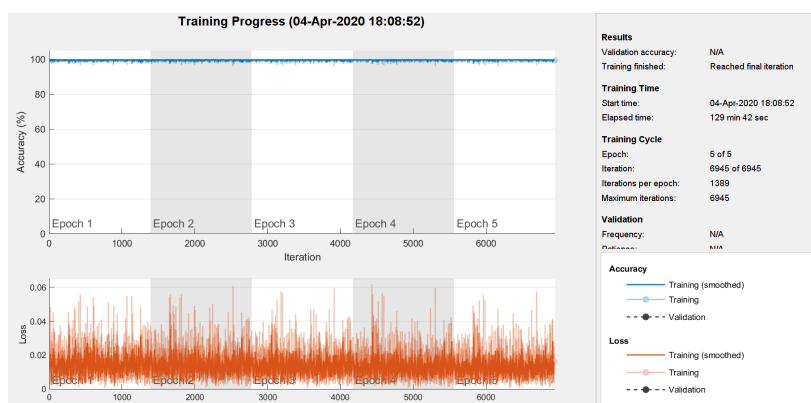 Training Progress (04-Apr-2020 18:08:52)
100
80
60
40
20
0
Accuracy (%)
Epoch 1 Epoch 2 Epoch 3 Epoch 4 Epoch 5
0 1000 2000 3000 4000 5000 6000
Iteration
0.06
0.04
0.02
0
Loss
Epoch 1 Epoch 2 Epoch 3 Epoch 4 Epoch 5
0 1000 2000 3000 4000 5000 6000
Results
Validation accuracy: N/A
Training finished: Reached final iteration
Training Time
Start time: 04-Apr-2020 18:08:52
Elapsed time: 129 min 42 sec
Training Cycle
Epoch: 5 of 5
Iteration: 6945 of 6945
Iterations per epoch: 1389
Maximum iterations: 6945
Validation
Frequency: N/A
Patience: N/A
Accuracy
Training (smoothed)
Training
Validation
Loss
Training (smoothed)
Training
Validation